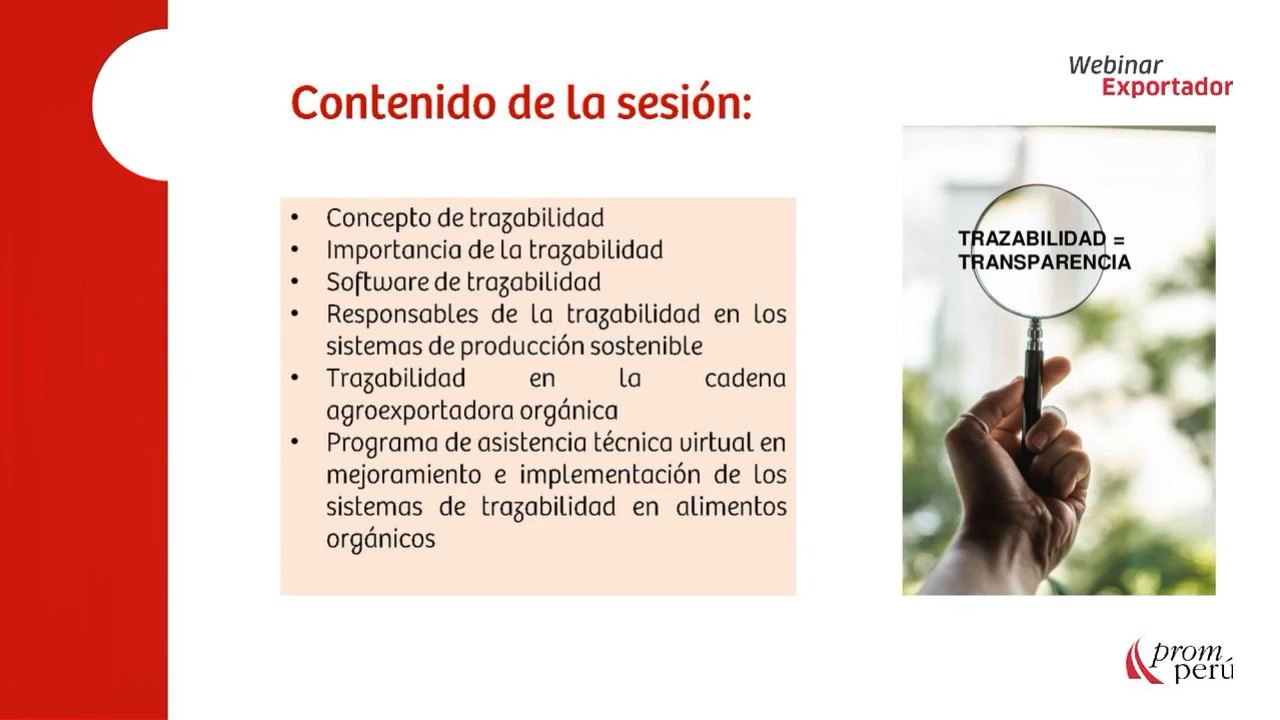 Webinar
Exportador
Contenido de la sesión:
• Concepto de trazabilidad
• Importancia de la trazabilidad
• Software de trazabilidad
• Responsables de la trazabilidad en los
sistemas de producción sostenible
• Trazabilidad en la cadena
agroexportadora orgánica
• Programa de asistencia técnica virtual en
mejoramiento e implementación de los
sistemas de trazabilidad en alimentos
orgánicos
TRAZABILIDAD =
TRANSPARENCIA
prom
perú